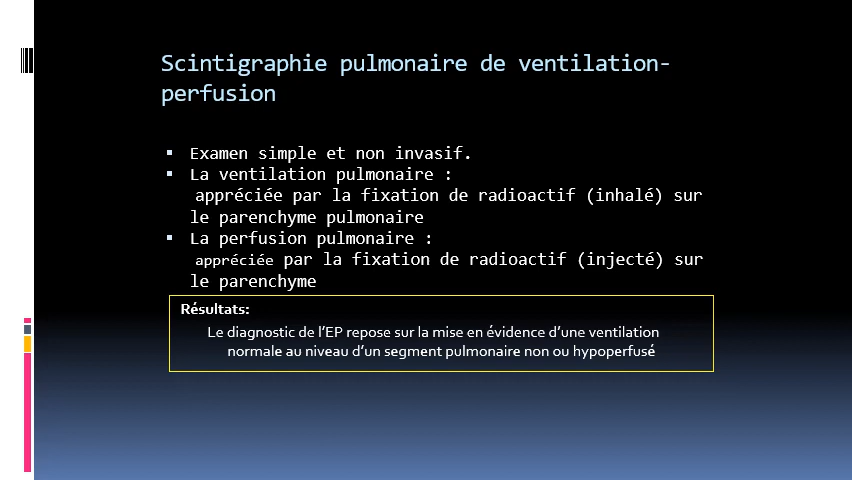 Scintigraphie pulmonaire de ventilation-
perfusion
▪ Examen simple et non invasif.
▪ La ventilation pulmonaire :
appréciée par la fixation de radioactif (inhalé) sur
le parenchyme pulmonaire
▪ La perfusion pulmonaire :
appréciée par la fixation de radioactif (injecté) sur
le parenchyme
Résultats:
Le diagnostic de l’EP repose sur la mise en évidence d’une ventilation
normale au niveau d’un segment pulmonaire non ou hypoperfusé